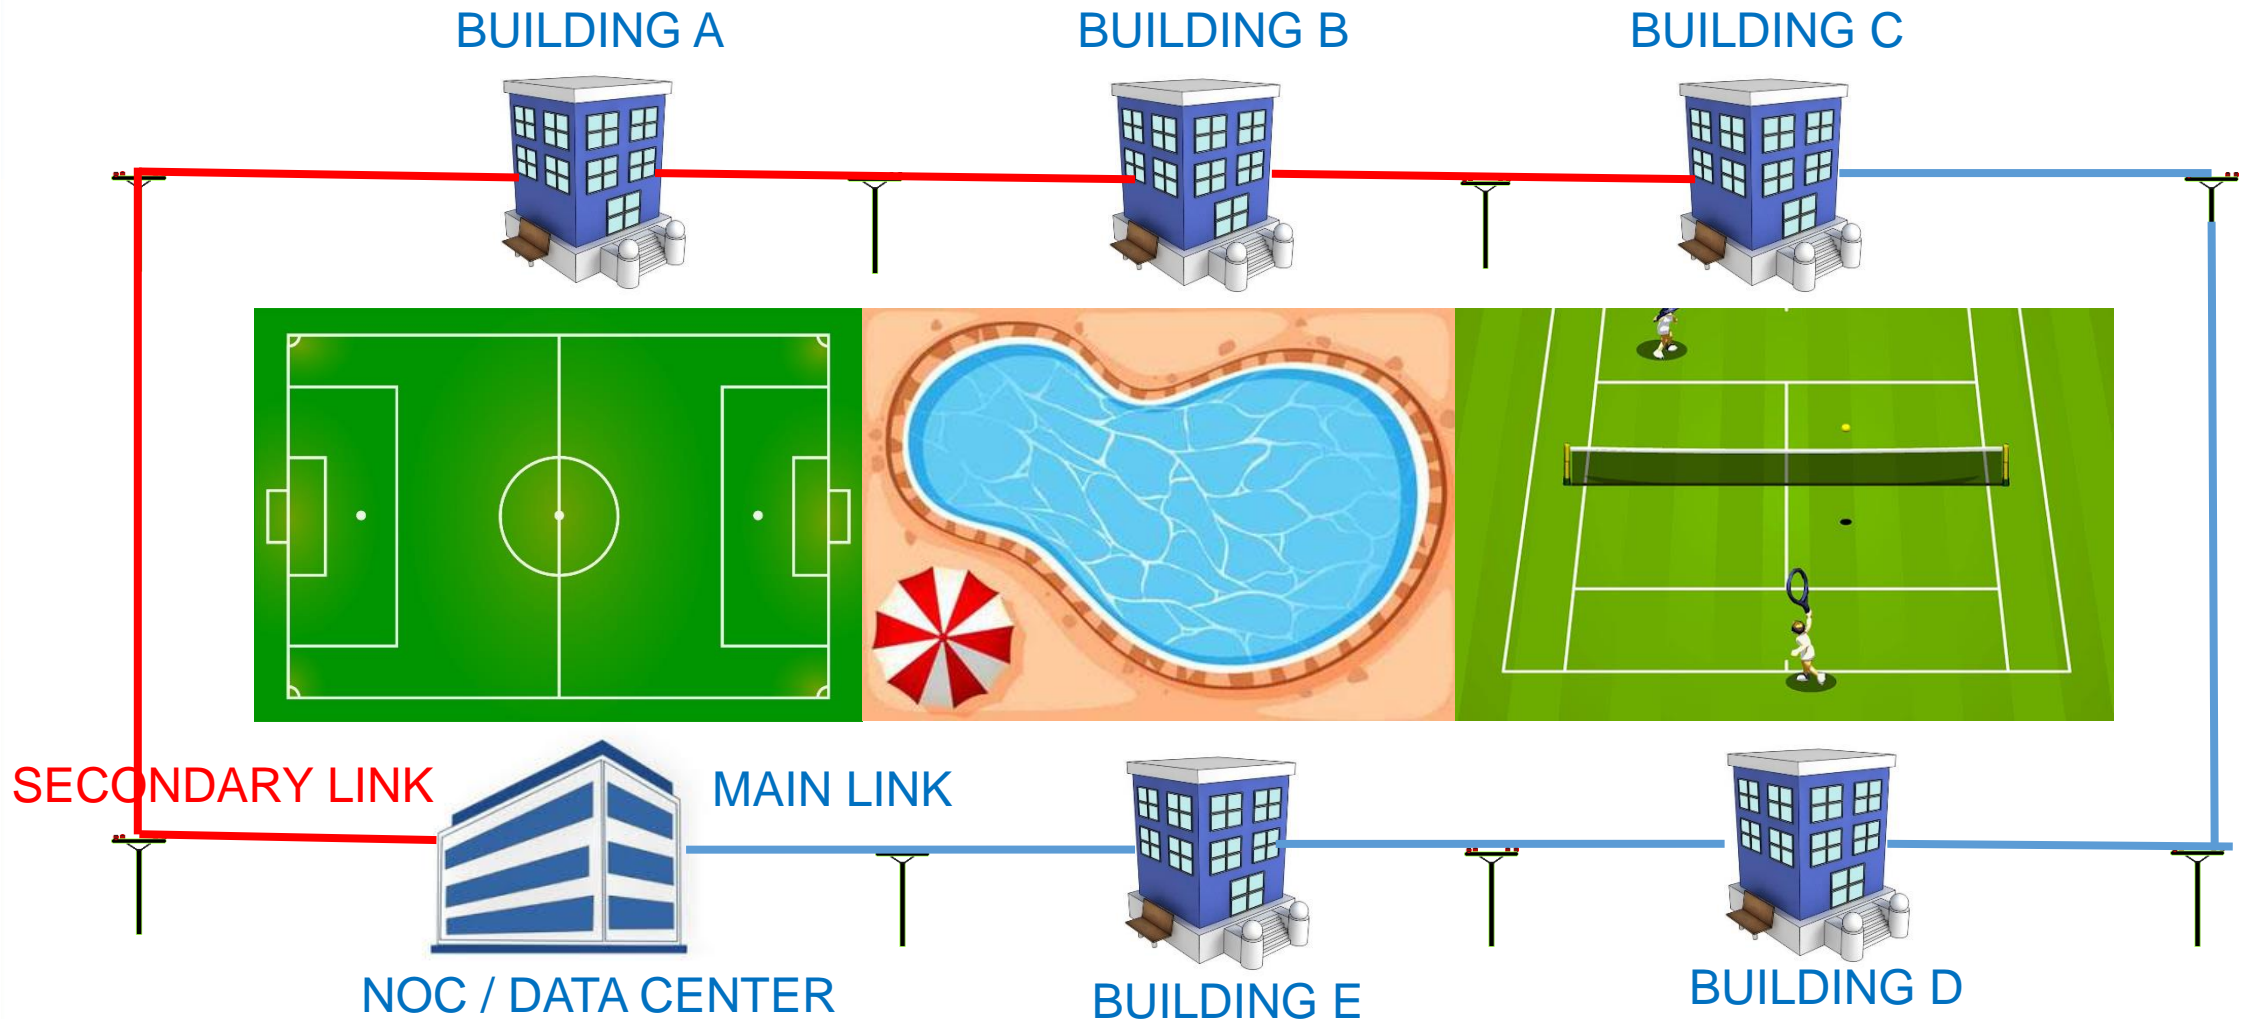 BUILDING A
BUILDING B
BUILDING C
SECONDARY LINK
MAIN LINK
NOC / DATA CENTER
BUILDING E
BUILDING D